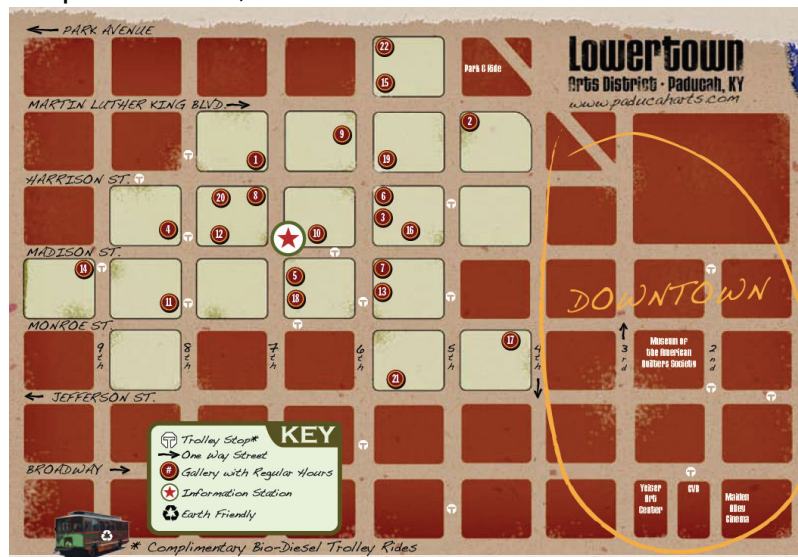 PARK AVENUE
22
15
Park & Ride
Lowertown
Arts District • Paducah, KY
www.paducaharts.com
MARTIN LUTHER KING BLVD.
2
9
1
19
HARRISON ST.
20
8
6
3
4
12
10
16
MADISON ST.
14
5
7
11
18
13
DOWNTOWN
MONROE ST.
9th
8th
7th
6th
5th
4th
3rd
2nd
17
Museum of
the American
Quilters Society
21
JEFFERSON ST.
KEY
Trolley Stop*
One Way Street
# Gallery with Regular Hours
Information Station
Earth Friendly
BROADWAY
Yeiser
Art
Center
CVB
Maiden
Alley
Cinema
* Complimentary Bio-Diesel Trolley Rides